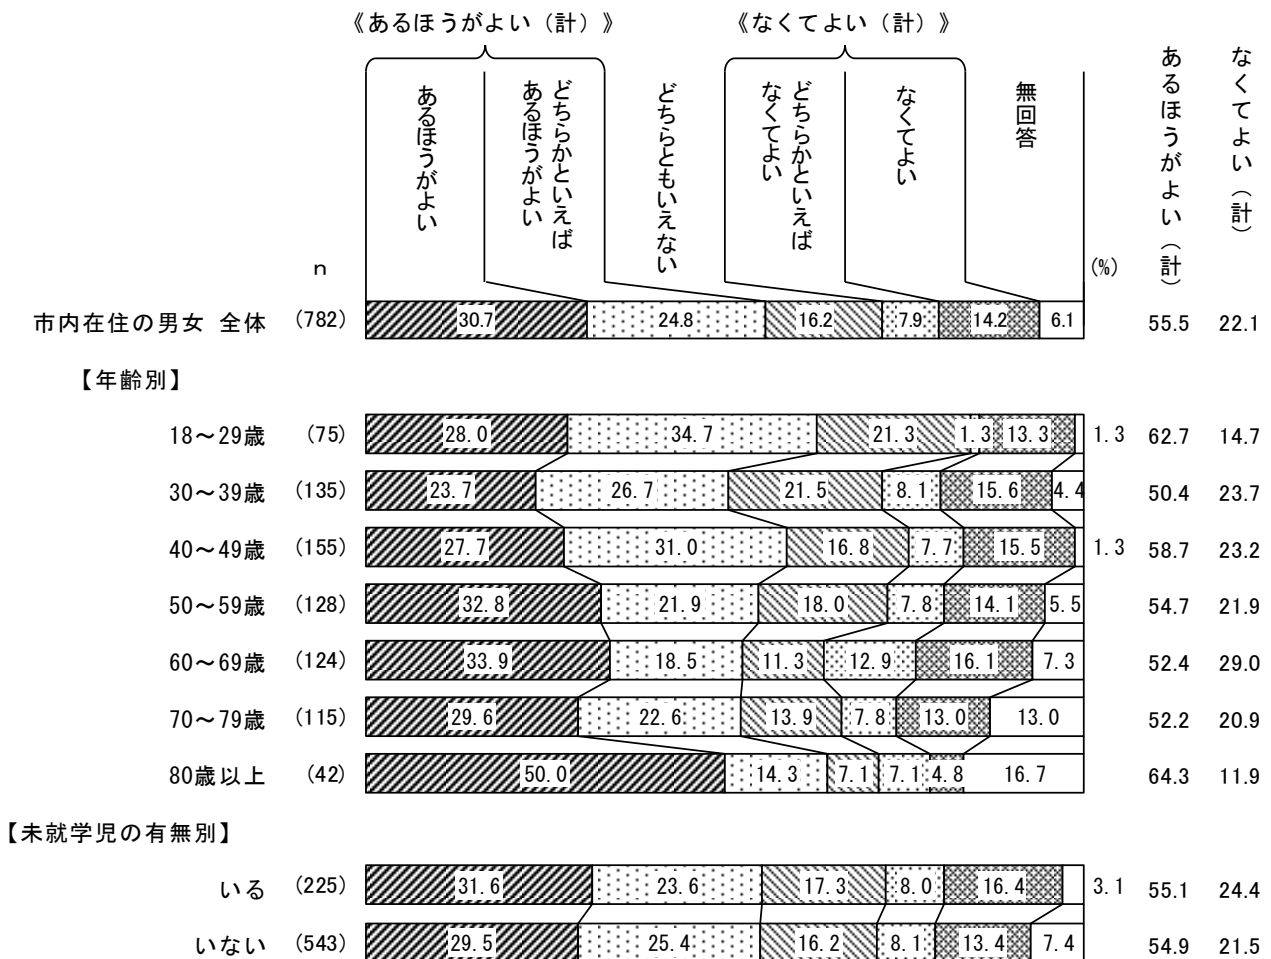 《あるほうがよい（計）》 《なくてよい（計）》
あるほうがよい
どちらかといえば
あるほうがよい
どちらともいえない
どちらかといえば
なくてよい
なくてよい
無回答
あるほうがよい（計）
なくてよい（計）
n (%)
市内在住の男女 全体 (782) 30.7 24.8 16.2 7.9 14.2 6.1 55.5 22.1
【年齢別】
18～29歳 (75) 28.0 34.7 21.3 1.3 13.3 1.3 62.7 14.7
30～39歳 (135) 23.7 26.7 21.5 8.1 15.6 4.4 50.4 23.7
40～49歳 (155) 27.7 31.0 16.8 7.7 15.5 1.3 58.7 23.2
50～59歳 (128) 32.8 21.9 18.0 7.8 14.1 5.5 54.7 21.9
60～69歳 (124) 33.9 18.5 11.3 12.9 16.1 7.3 52.4 29.0
70～79歳 (115) 29.6 22.6 13.9 7.8 13.0 13.0 52.2 20.9
80歳以上 (42) 50.0 14.3 7.1 7.1 4.8 16.7 64.3 11.9
【未就学児の有無別】
いる (225) 31.6 23.6 17.3 8.0 16.4 3.1 55.1 24.4
いない (543) 29.5 25.4 16.2 8.1 13.4 7.4 54.9 21.5